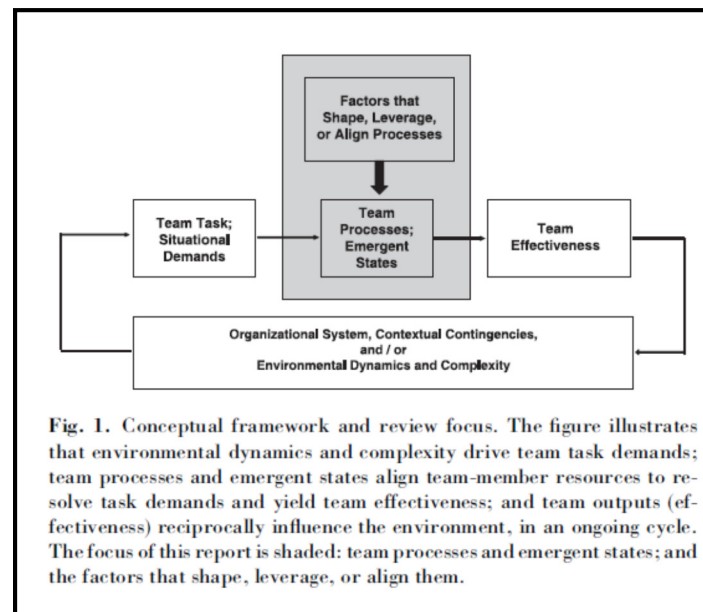 Factors that
Shape, Leverage,
or Align Processes
Team Task;
Situational
Demands
Team
Processes;
Emergent
States
Team
Effectiveness
Organizational System, Contextual Contingencies,
and / or
Environmental Dynamics and Complexity
Fig. 1. Conceptual framework and review focus. The figure illustrates
that environmental dynamics and complexity drive team task demands;
team processes and emergent states align team-member resources to re-
solve task demands and yield team effectiveness; and team outputs (ef-
fectiveness) reciprocally influence the environment, in an ongoing cycle.
The focus of this report is shaded: team processes and emergent states; and
the factors that shape, leverage, or align them.